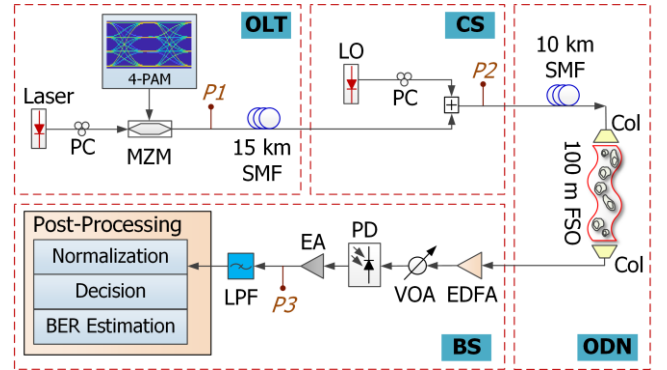 OLT
4-PAM
Laser
PC
MZM
P1
15 km
SMF
CS
LO
PC
P2
10 km
SMF
Col
100 m FSO
Col
ODN
Post-Processing
Normalization
Decision
BER Estimation
LPF
P3
EA
PD
VOA
EDFA
BS